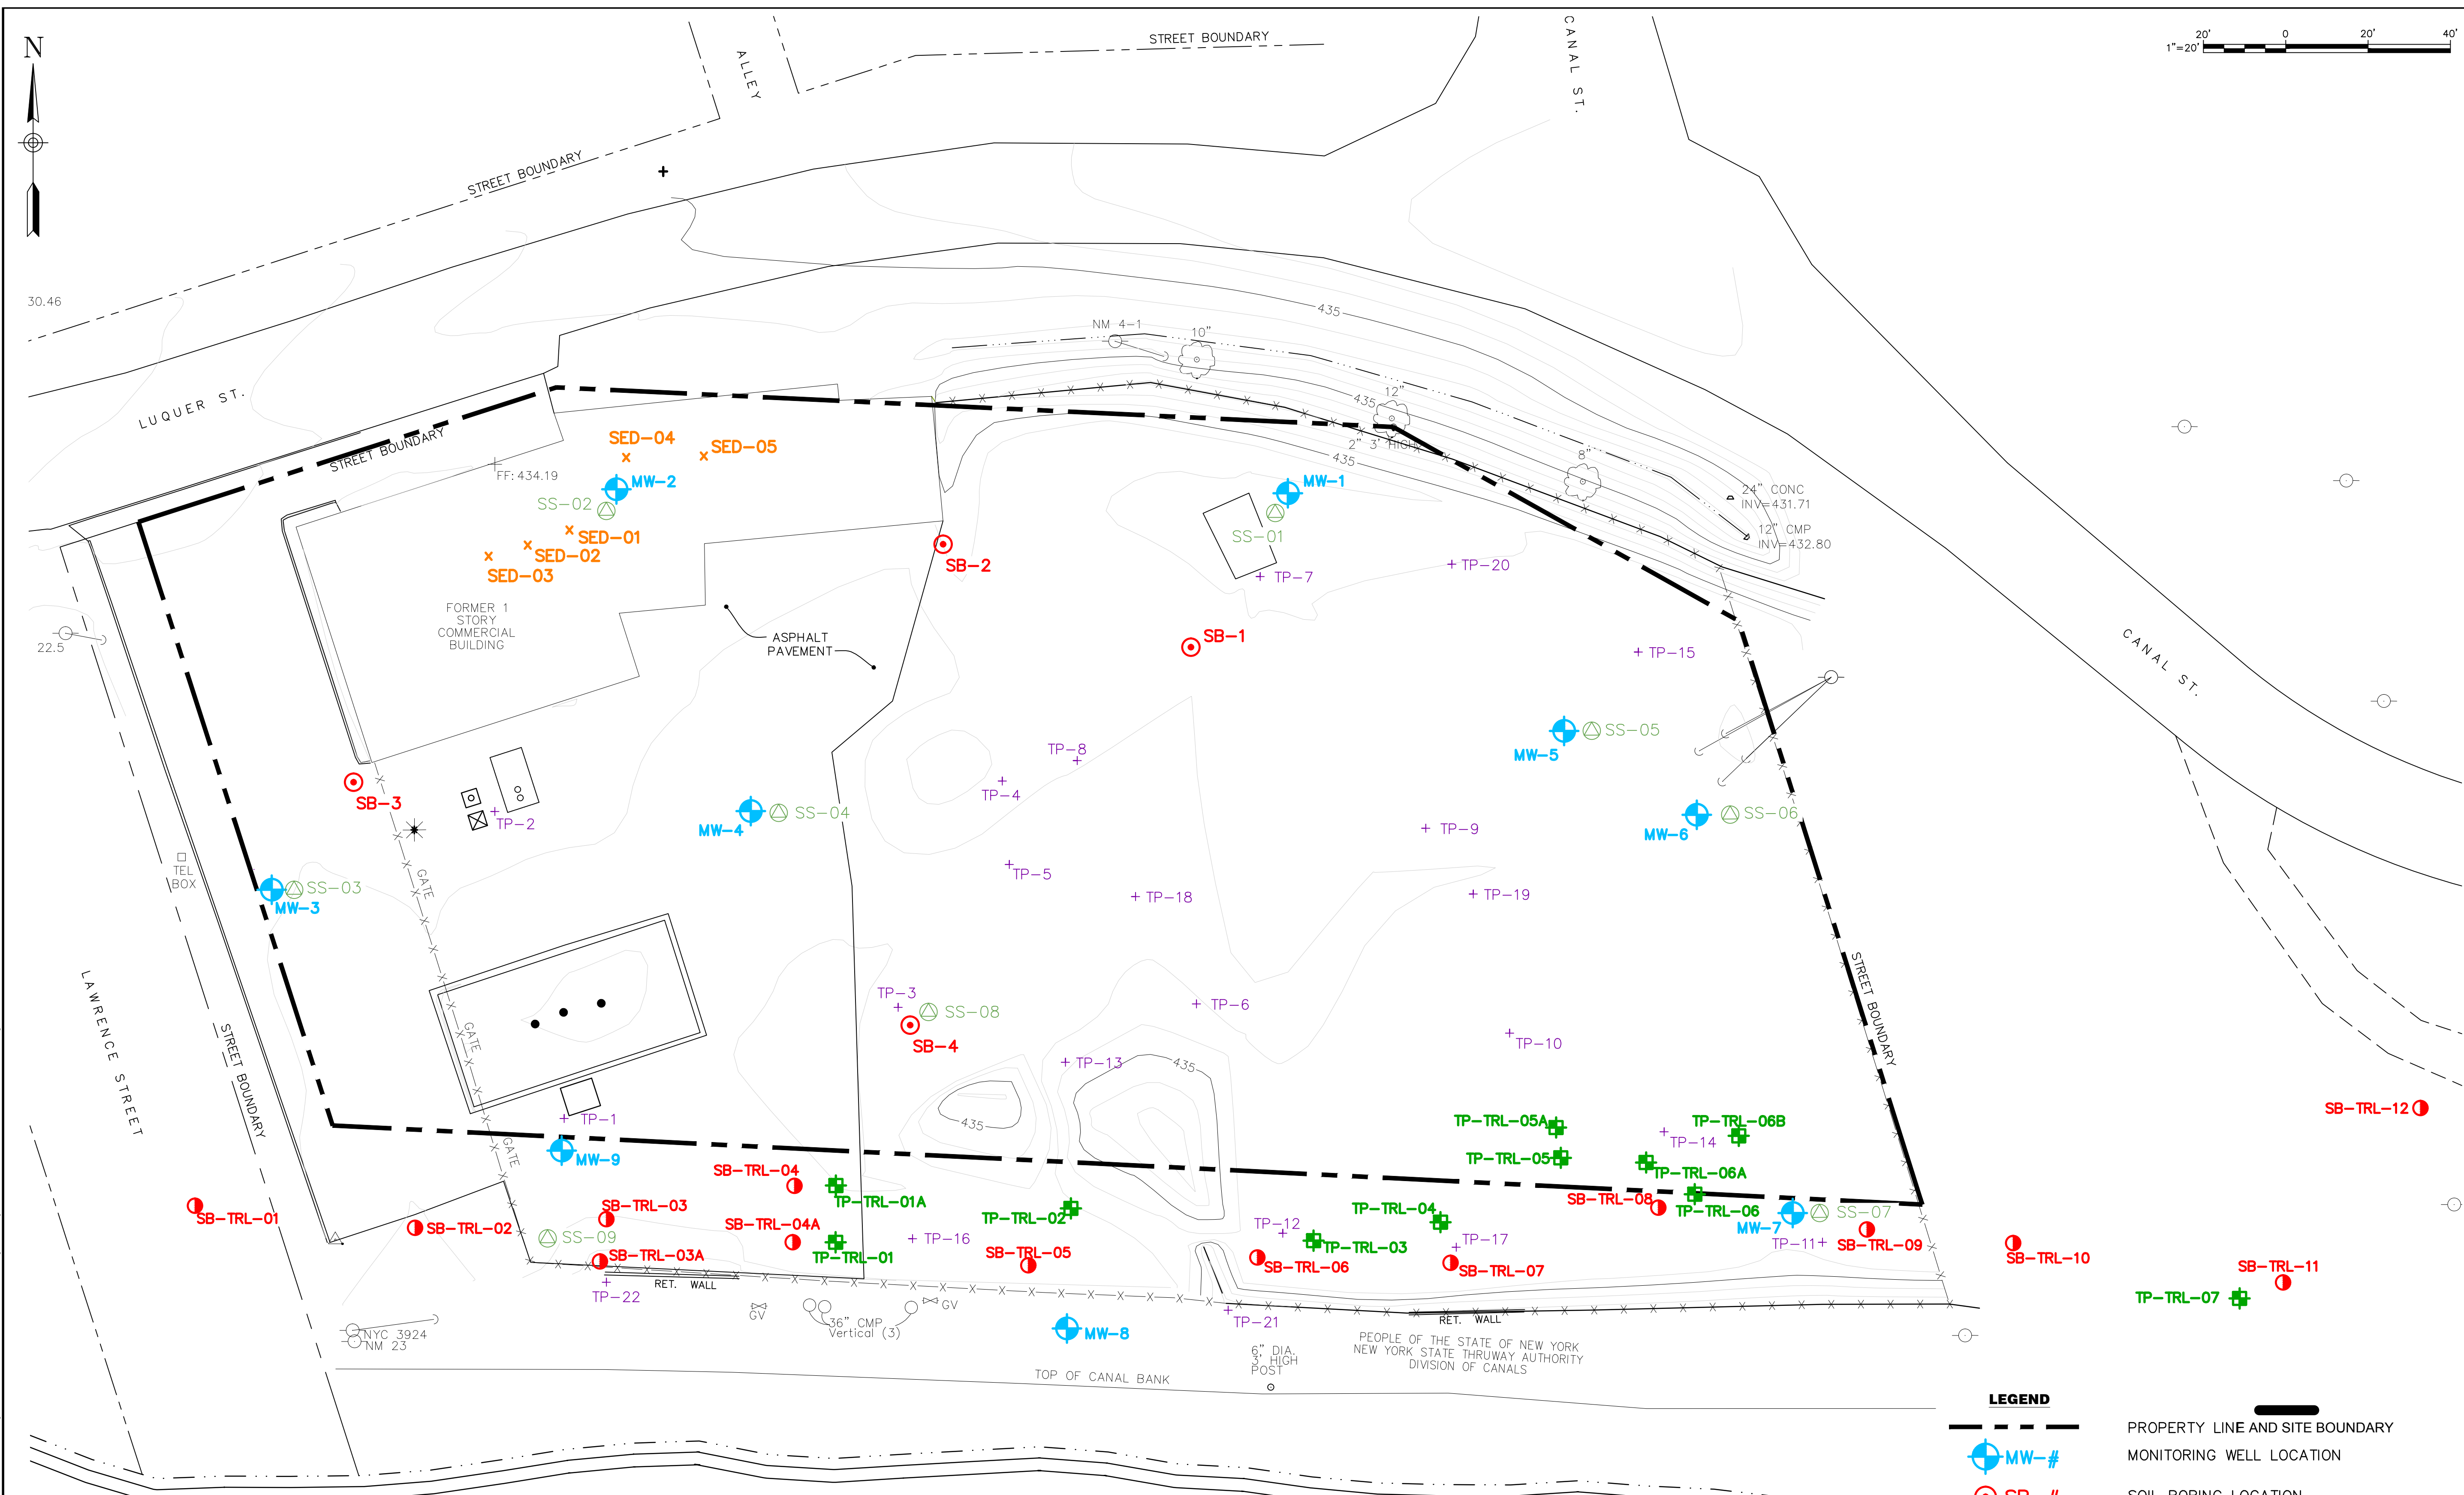 N
ALLEY
STREET BOUNDARY
CANAL ST.
20' 0 20' 40'
1"=20'
STREET BOUNDARY
30.46
LUQUER ST.
STREET BOUNDARY
NM 4-1
10"
435
12"
435
2" 3' HIGH
435
8"
24" CONC
INV=431.71
12" CMP
INV=432.80
SED-04
SED-05
FF: 434.19
MW-2
SS-02
SED-01
SED-02
SED-03
MW-1
SS-01
SB-2
TP-7
TP-20
FORMER 1
STORY
COMMERCIAL
BUILDING
ASPHALT
PAVEMENT
SB-1
TP-15
CANAL ST.
22.5
MW-5
SS-05
TP-8
TP-4
SB-3
TP-2
MW-4
SS-04
TP-9
MW-6
SS-06
TEL
BOX
GATE
MW-3
SS-03
TP-5
TP-18
TP-19
LAWRENCE STREET
STREET BOUNDARY
GATE
TP-3
SS-08
SB-4
TP-6
TP-10
STREET BOUNDARY
TP-13
435
435
TP-1
GATE
MW-9
TP-TRL-05A
TP-TRL-05
TP-14
TP-TRL-06B
TP-TRL-06A
SB-TRL-12
SB-TRL-01
SB-TRL-02
SB-TRL-03
SB-TRL-04
TP-TRL-01A
SB-TRL-04A
TP-TRL-01
TP-16
TP-TRL-02
SB-TRL-05
TP-12
TP-TRL-03
SB-TRL-06
TP-TRL-04
TP-17
SB-TRL-07
SB-TRL-08
TP-TRL-06
MW-7
SS-07
TP-11
SB-TRL-09
SB-TRL-10
SB-TRL-11
TP-TRL-07
SS-09
SB-TRL-03A
TP-22
RET. WALL
GV
GV
36" CMP
Vertical (3)
NYC 3924
NM 23
MW-8
TP-21
RET. WALL
6" DIA.
3' HIGH
POST
PEOPLE OF THE STATE OF NEW YORK
NEW YORK STATE THRUWAY AUTHORITY
DIVISION OF CANALS
TOP OF CANAL BANK
LEGEND
PROPERTY LINE AND SITE BOUNDARY
MW-# MONITORING WELL LOCATION
SB-# SOIL BORING LOCATION